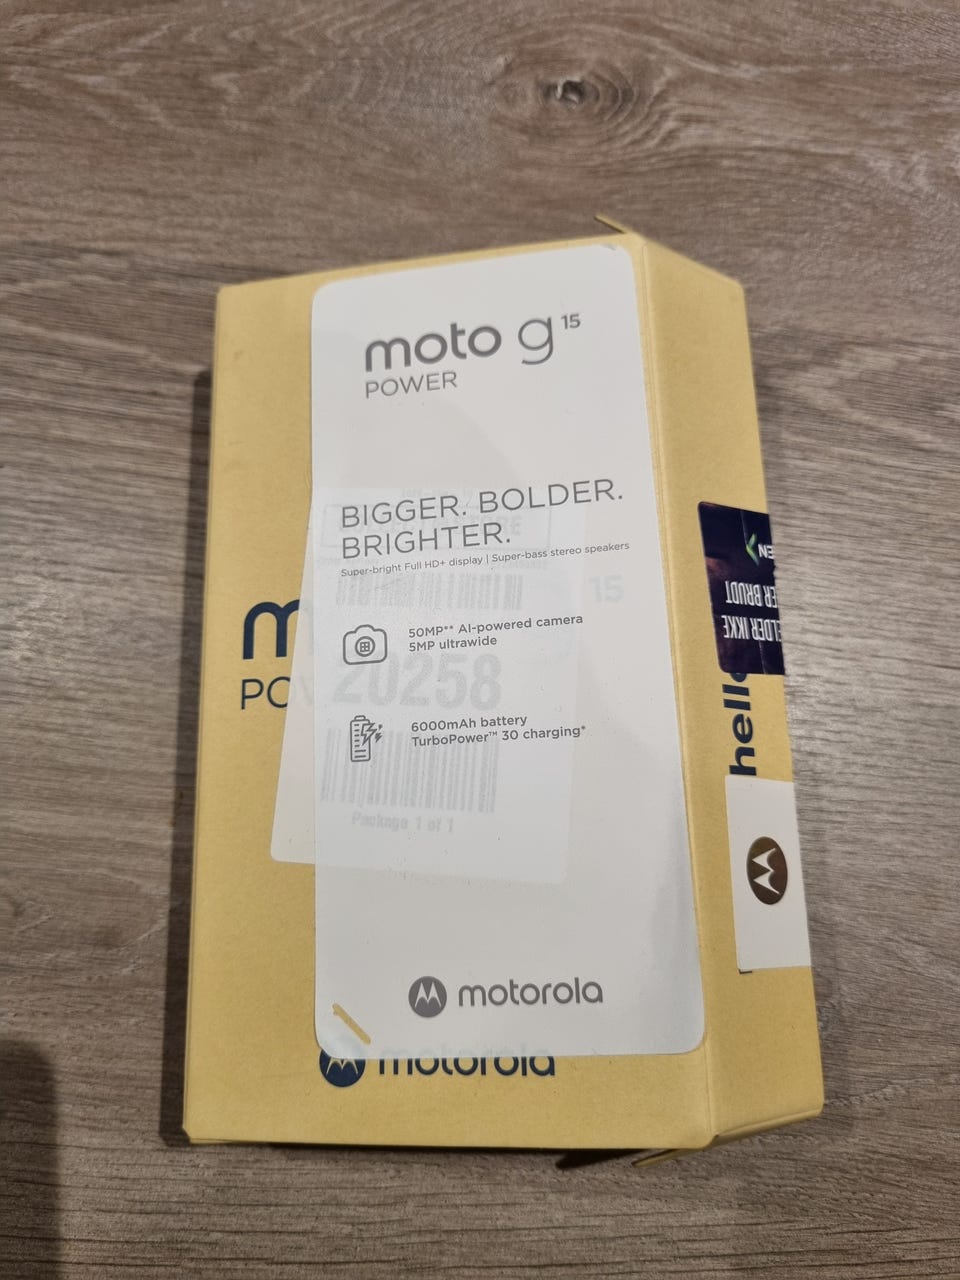 moto g 15
POWER
BIGGER. BOLDER.
BRIGHTER.
Super-bright Full HD+ display | Super-bass stereo speakers
50MP** AI-powered camera
5MP ultrawide
6000mAh battery
TurboPower™ 30 charging*
motorola
m
PO
15
20258
Package 1 of 1
motorola
EN
ER BRUDT
ELDER IKKE
hello